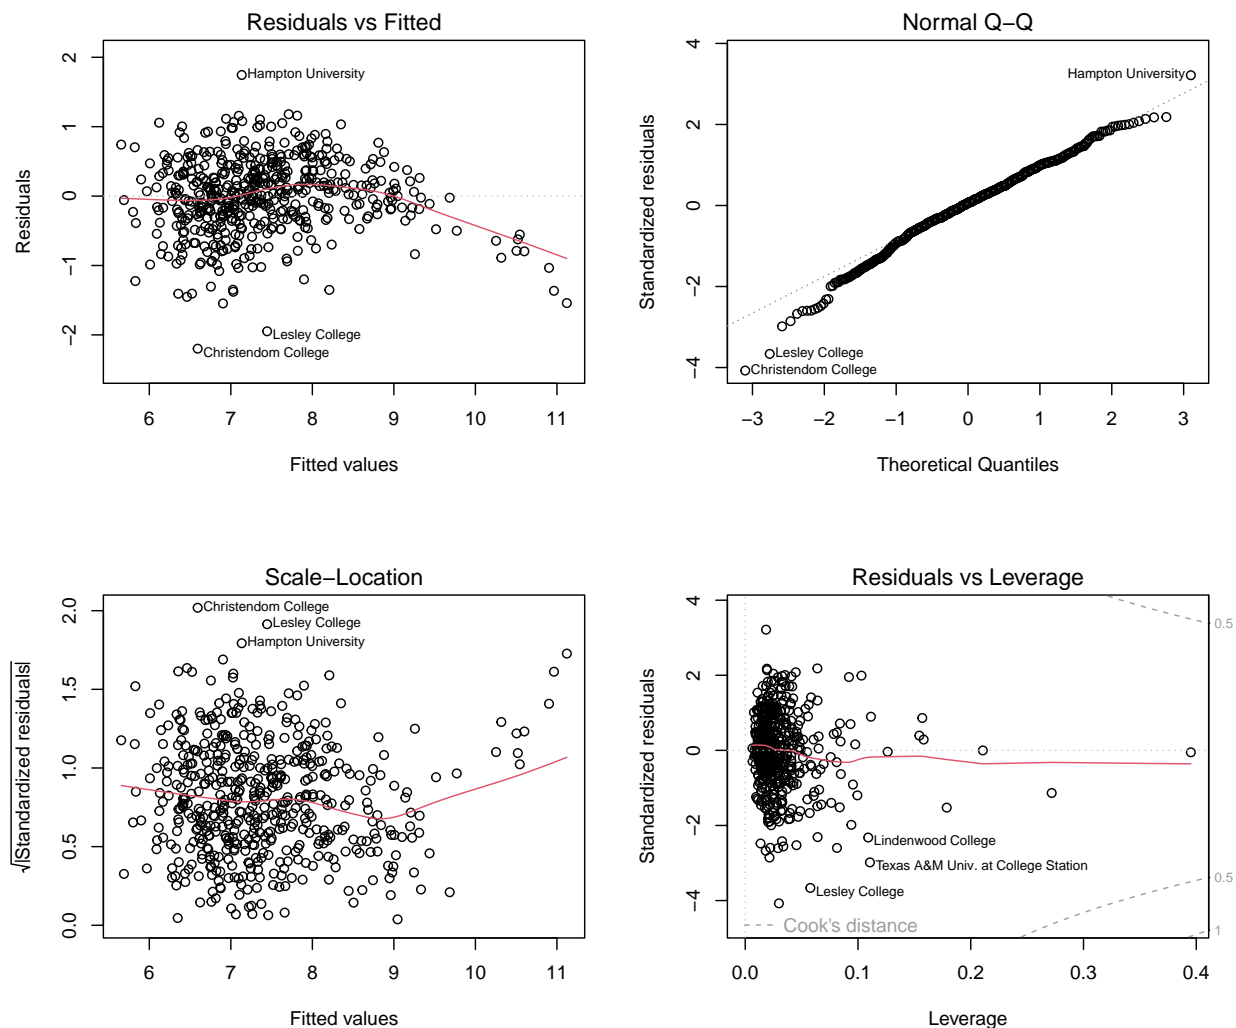 Residuals vs Fitted
Residuals
2
1
0
−1
−2
Hampton University
Lesley College
Christendom College
6 7 8 9 10 11
Fitted values
Normal Q−Q
Standardized residuals
4
2
0
−2
−4
Hampton University
Lesley College
Christendom College
−3 −2 −1 0 1 2 3
Theoretical Quantiles
Scale−Location
√|Standardized residuals|
2.0
1.5
1.0
0.5
0.0
Christendom College
Lesley College
Hampton University
6 7 8 9 10 11
Fitted values
Residuals vs Leverage
Standardized residuals
4
2
0
−2
−4
0.5
Lindenwood College
Texas A&M Univ. at College Station
0.5
Lesley College
Cook's distance
1
0.0 0.1 0.2 0.3 0.4
Leverage